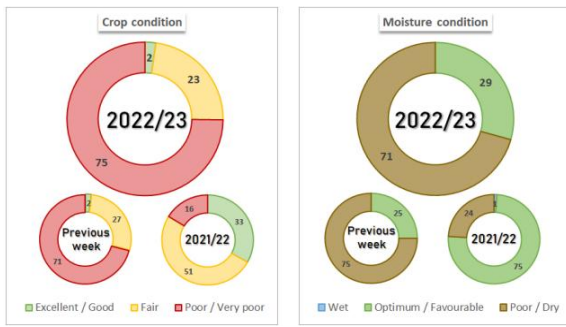 Crop condition
2
23
2022/23
75
2
27
Previous
week
71
16
33
2021/22
51
Excellent / Good Fair Poor / Very poor
Moisture condition
29
2022/23
71
25
Previous
week
75
1
24
2021/22
75
Wet Optimum / Favourable Poor / Dry